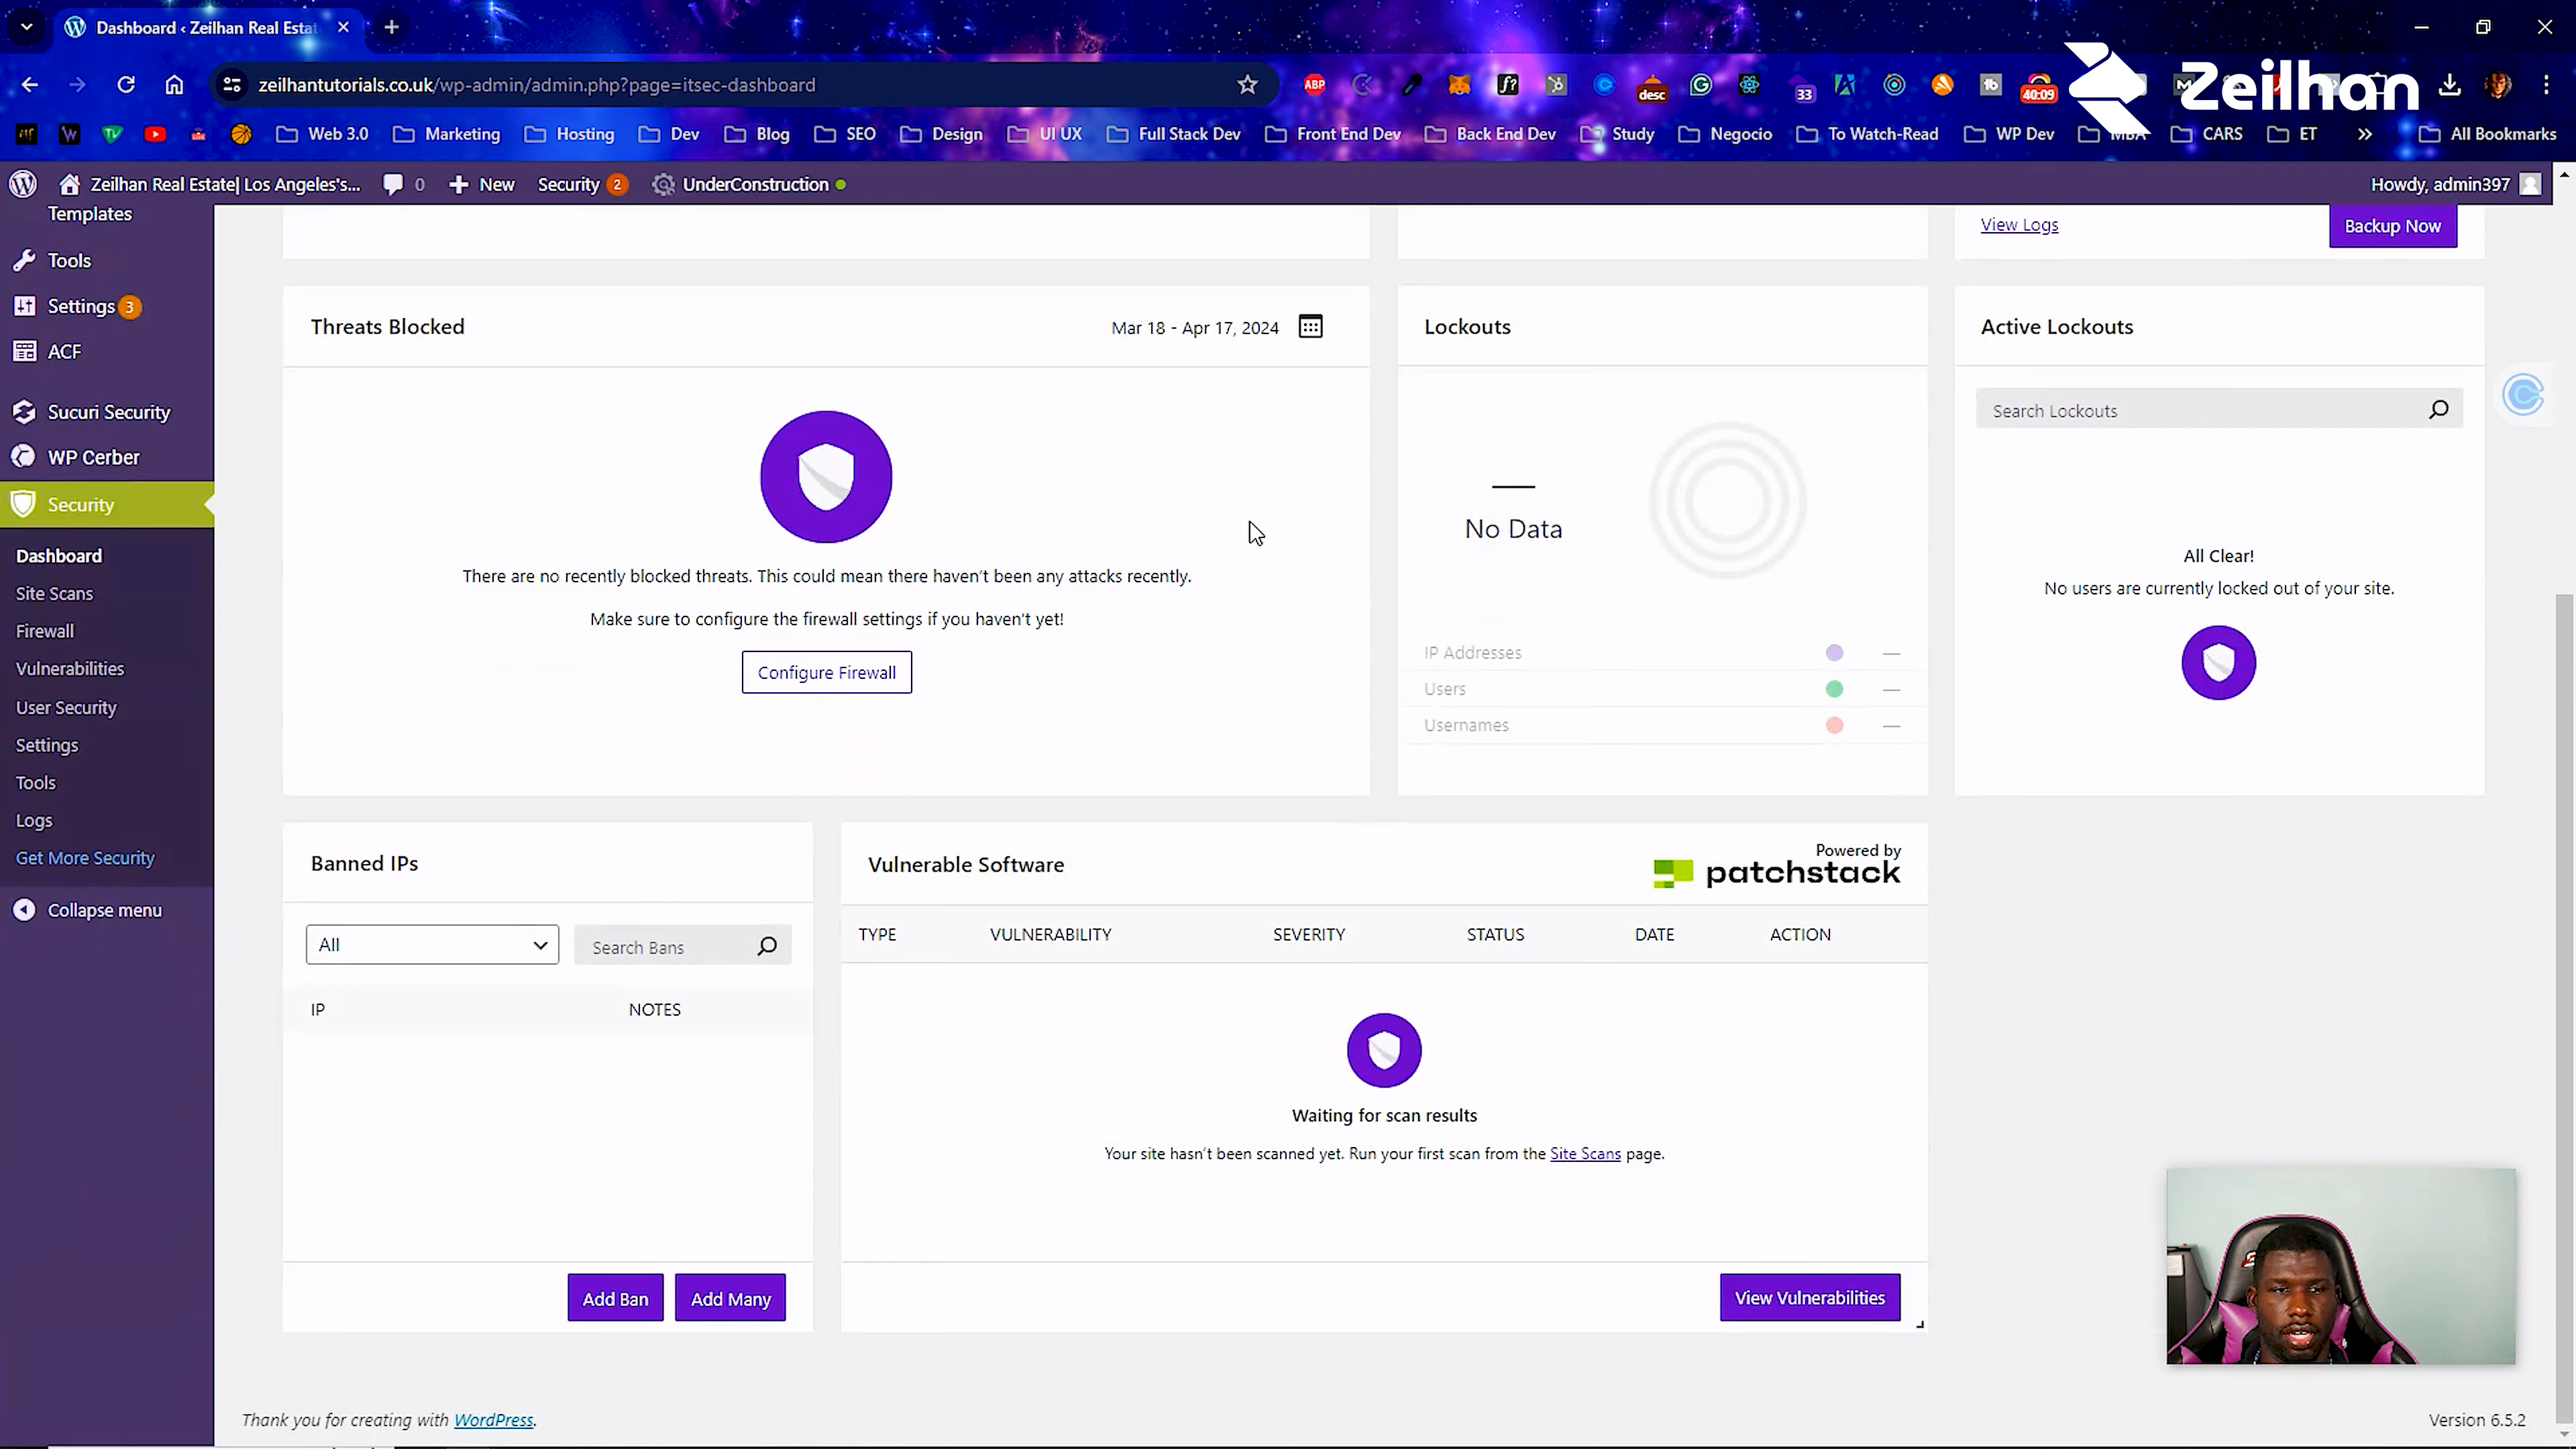 Dashboard ‹ Zeilhan Real Estat
zeilhantutorials.co.uk/wp-admin/admin.php?page=itsec-dashboard
ABP
f?
desc
33
40:09
Zeilhan
Web 3.0
Marketing
Hosting
Dev
Blog
SEO
Design
UI UX
Full Stack Dev
Front End Dev
Back End Dev
Study
Negocio
To Watch-Read
WP Dev
MBA
CARS
ET
All Bookmarks
Zeilhan Real Estate| Los Angeles's...
0
New
Security 2
UnderConstruction
Howdy, admin397
Templates
Tools
Settings 3
ACF
Sucuri Security
WP Cerber
Security
Dashboard
Site Scans
Firewall
Vulnerabilities
User Security
Settings
Tools
Logs
Get More Security
Collapse menu
View Logs
Backup Now
Threats Blocked
Mar 18 - Apr 17, 2024
There are no recently blocked threats. This could mean there haven't been any attacks recently.
Make sure to configure the firewall settings if you haven't yet!
Configure Firewall
Lockouts
No Data
IP Addresses —
Users —
Usernames —
Active Lockouts
Search Lockouts
All Clear!
No users are currently locked out of your site.
Banned IPs
All
Search Bans
IP
NOTES
Add Ban
Add Many
Vulnerable Software
Powered by
patchstack
TYPE
VULNERABILITY
SEVERITY
STATUS
DATE
ACTION
Waiting for scan results
Your site hasn't been scanned yet. Run your first scan from the Site Scans page.
View Vulnerabilities
Thank you for creating with WordPress.
Version 6.5.2